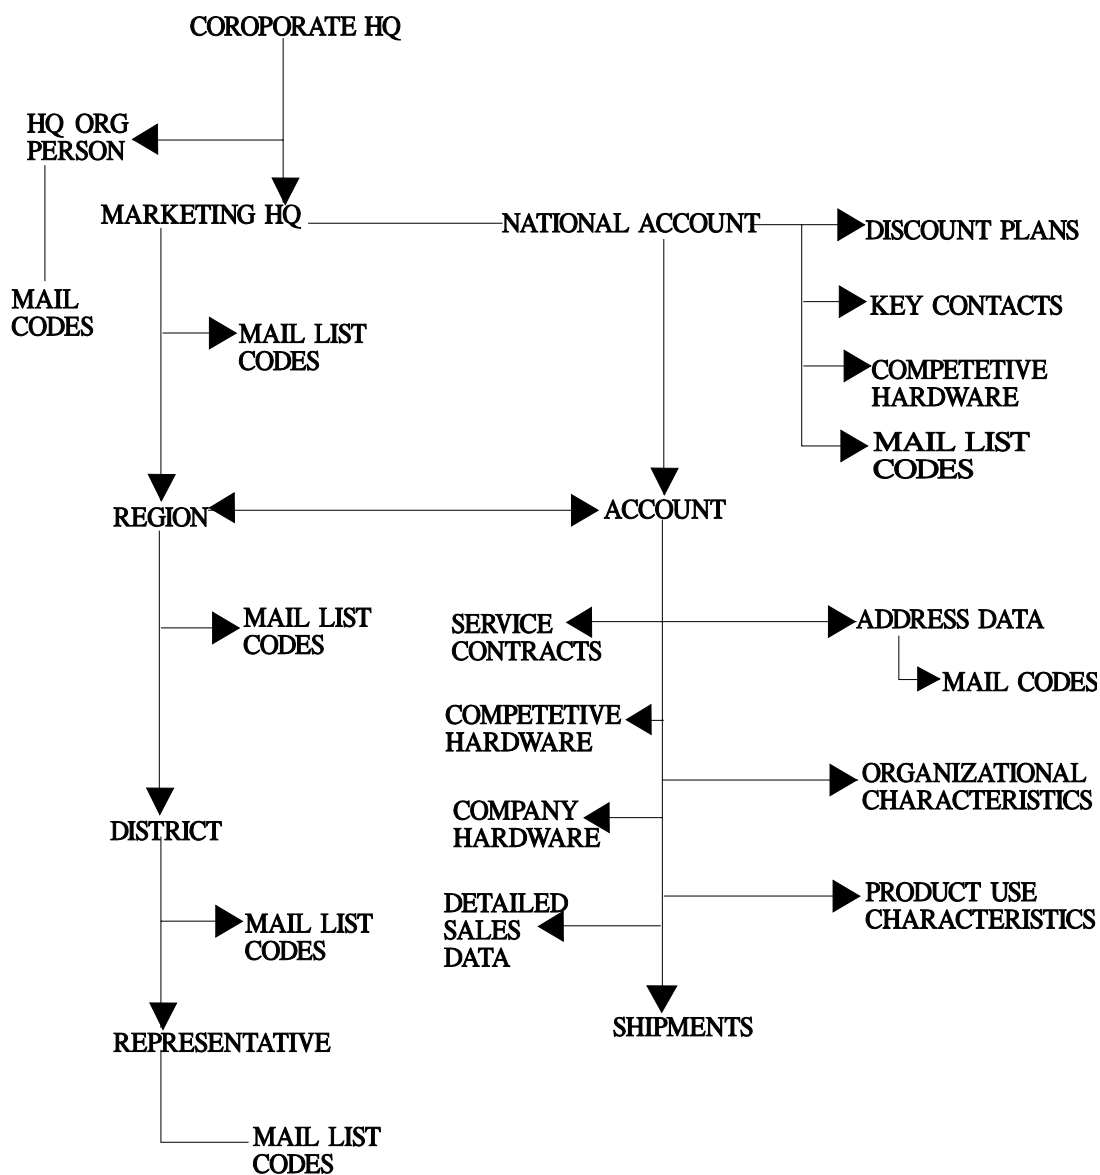 COROPORATE HQ
HQ ORG
PERSON
MARKETING HQ
NATIONAL ACCOUNT
DISCOUNT PLANS
MAIL
CODES
MAIL LIST
CODES
KEY CONTACTS
COMPETETIVE
HARDWARE
MAIL LIST
CODES
REGION
ACCOUNT
MAIL LIST
CODES
SERVICE
CONTRACTS
ADDRESS DATA
MAIL CODES
COMPETETIVE
HARDWARE
ORGANIZATIONAL
CHARACTERISTICS
DISTRICT
COMPANY
HARDWARE
MAIL LIST
CODES
DETAILED
SALES
DATA
PRODUCT USE
CHARACTERISTICS
REPRESENTATIVE
SHIPMENTS
MAIL LIST
CODES